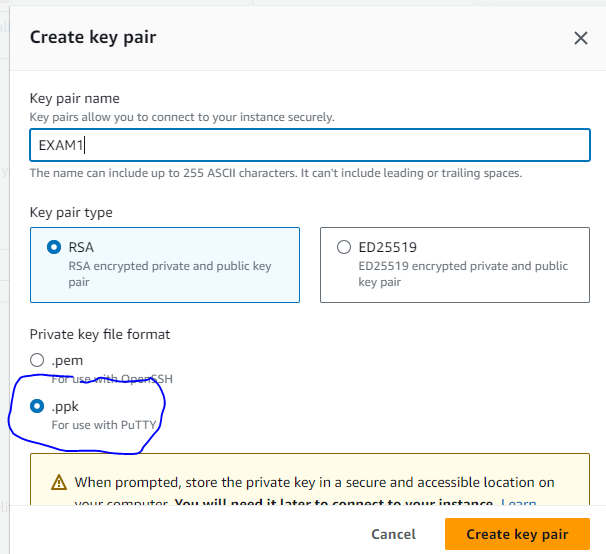 Create key pair
Key pair name
Key pairs allow you to connect to your instance securely.
EXAM1
The name can include up to 255 ASCII characters. It can't include leading or trailing spaces.
Key pair type
RSA
RSA encrypted private and public key
pair
ED25519
ED25519 encrypted private and public
key pair
Private key file format
.pem
For use with OpenSSH
.ppk
For use with PuTTY
When prompted, store the private key in a secure and accessible location on
your computer. You will need it later to connect to your instance. Learn
Cancel
Create key pair